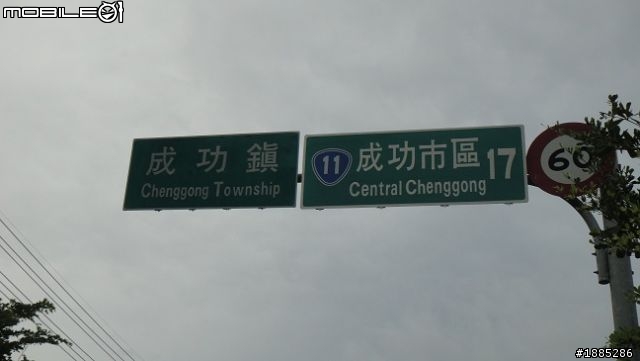 mobile01
成功鎮
Chenggong Township
11 成功市區 17
Central Chenggong
60
#1885286